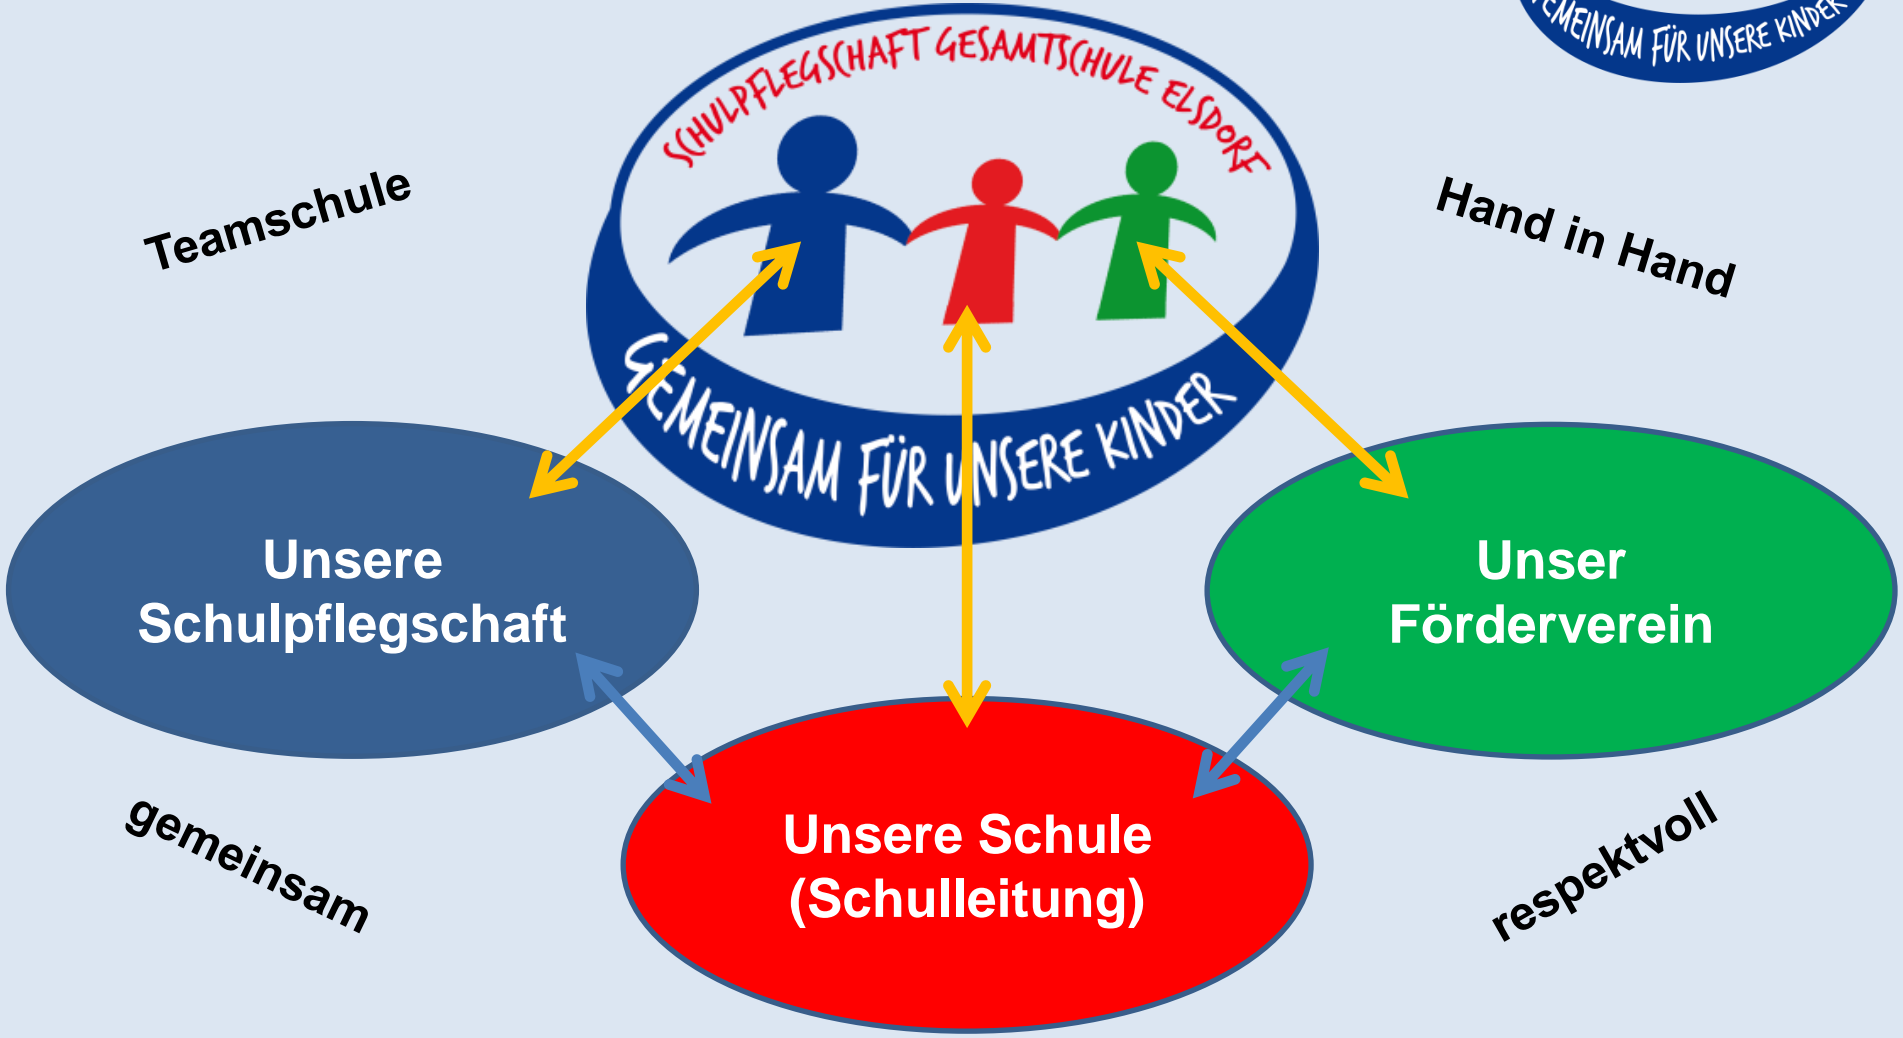 SCHULPFLEGSCHAFT GESAMTSCHULE ELSDORF
GEMEINSAM FÜR UNSERE KINDER
GEMEINSAM FÜR UNSERE KINDER
Teamschule
Hand in Hand
Unsere
Schulpflegschaft
Unser
Förderverein
Unsere Schule
(Schulleitung)
gemeinsam
respektvoll